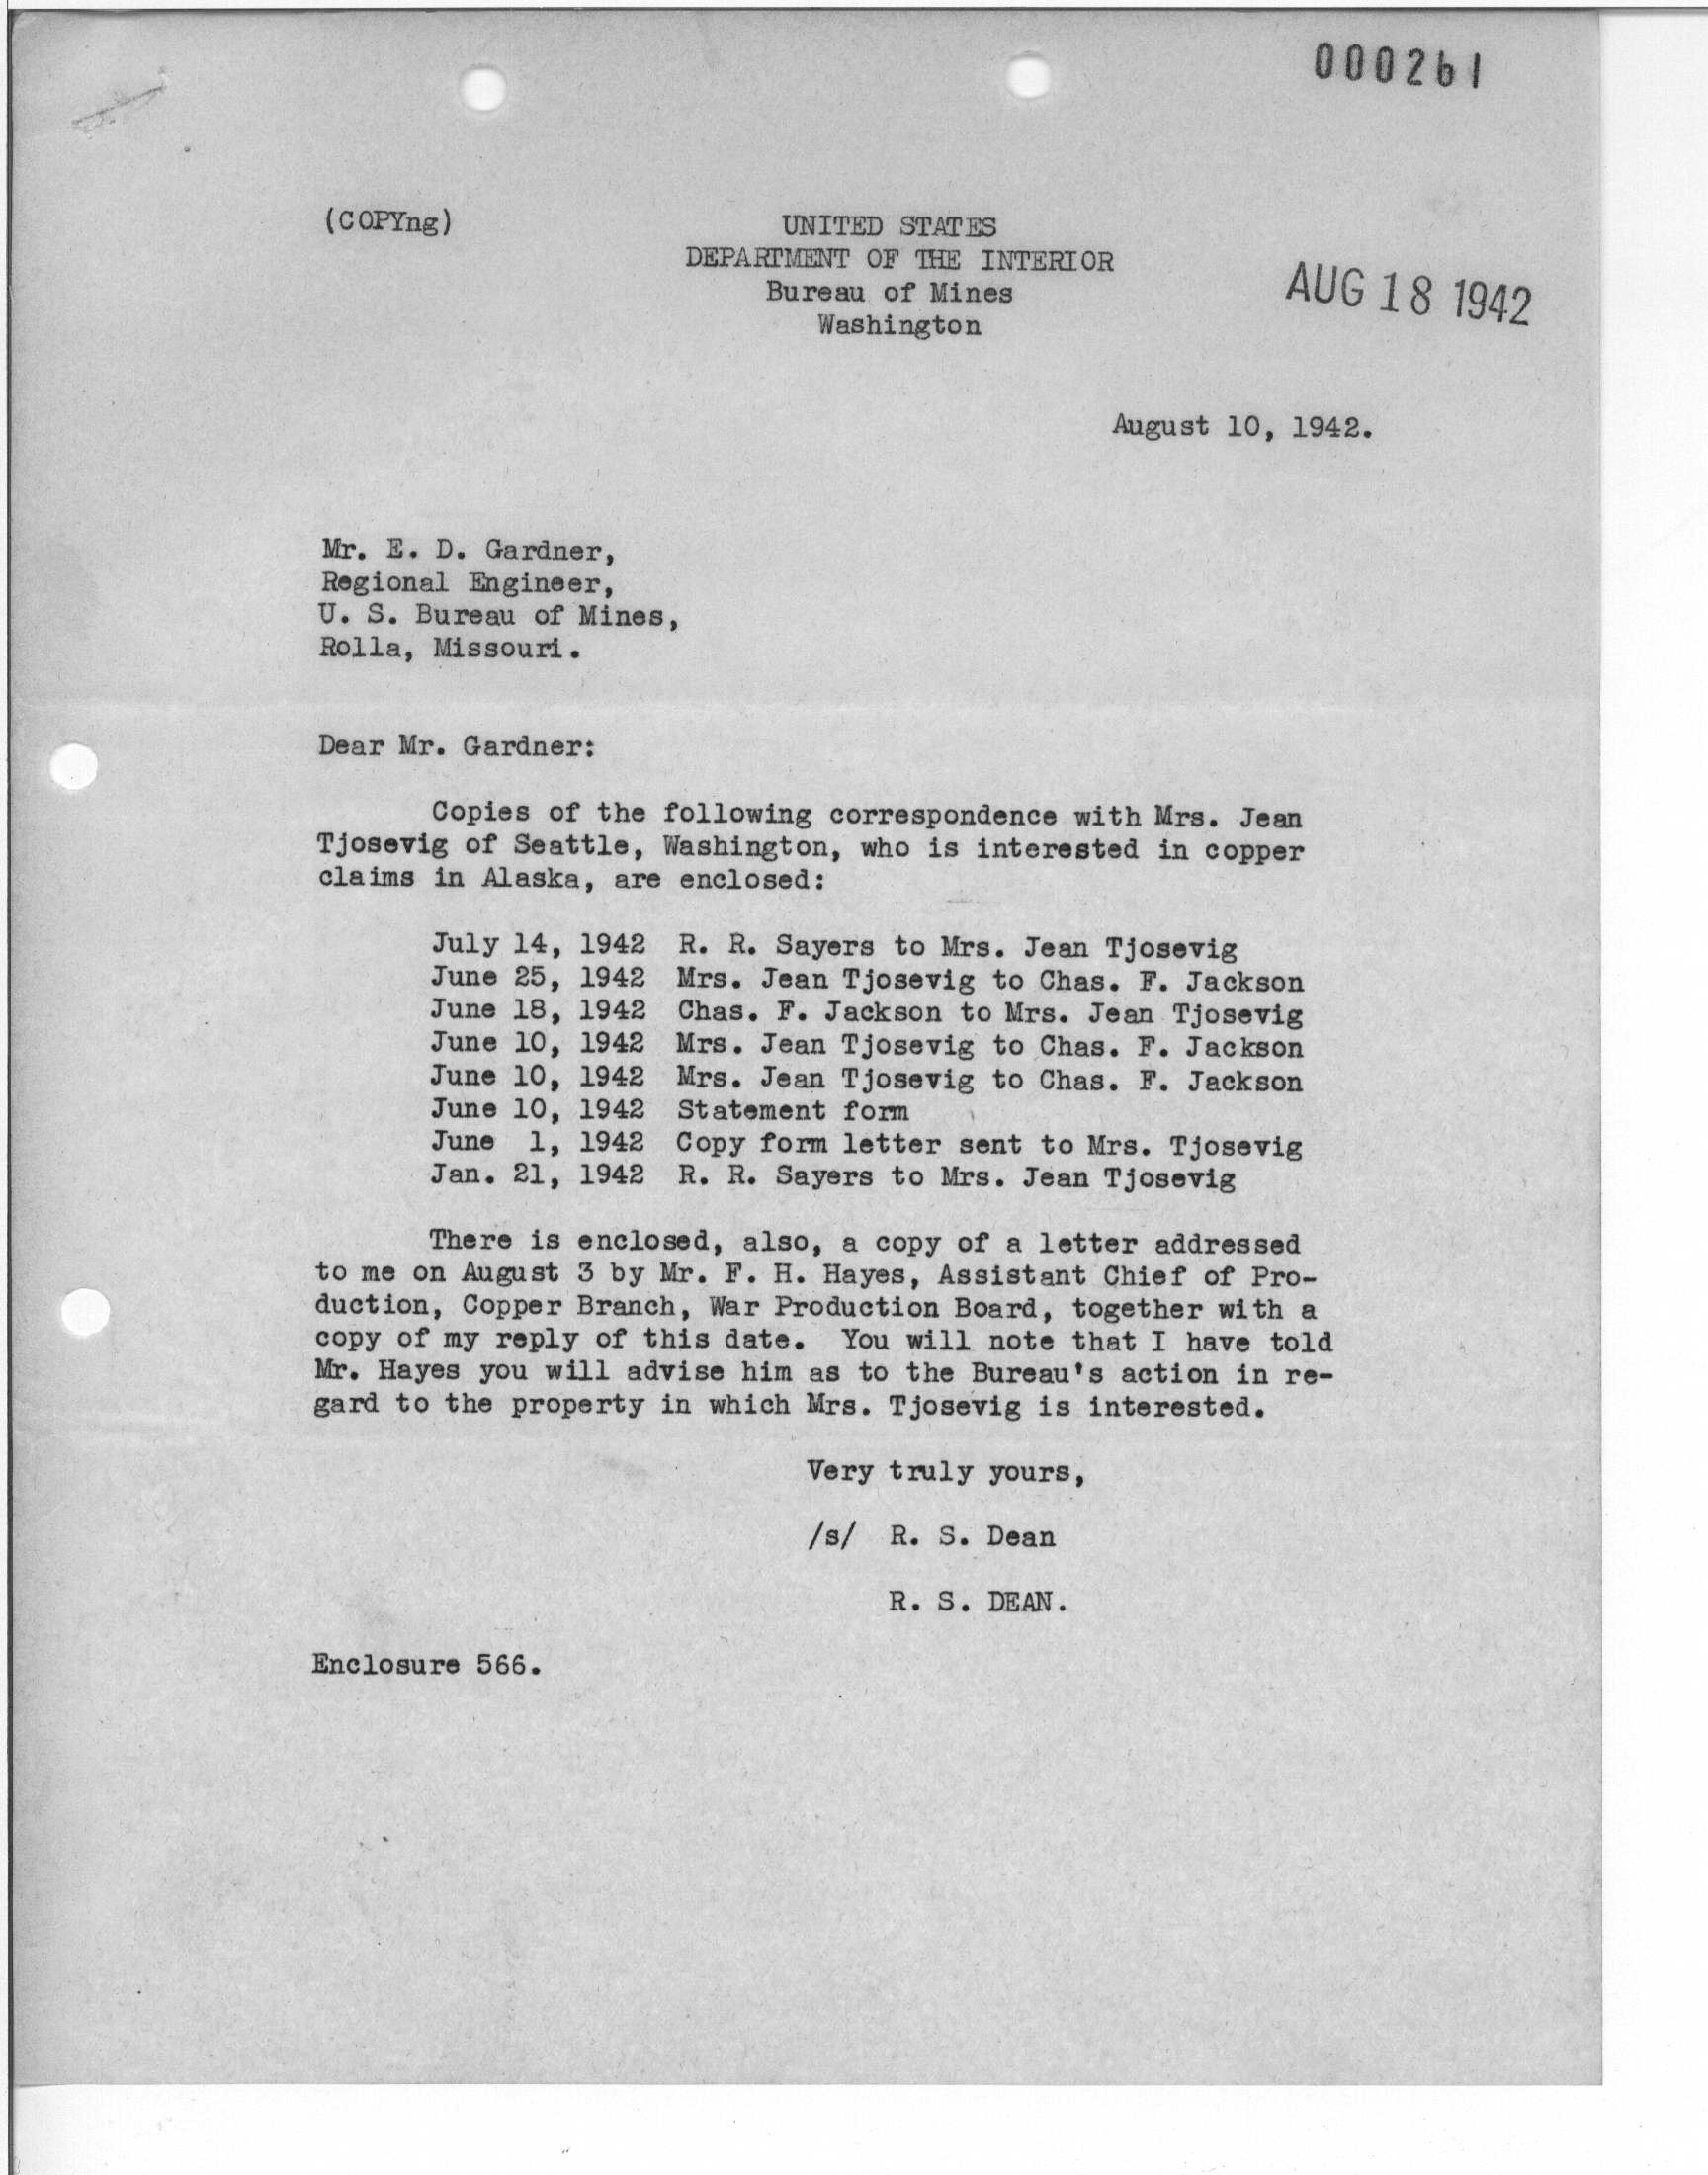 000261
(COPYng)
UNITED STATES
DEPARTMENT OF THE INTERIOR
Bureau of Mines
Washington
AUG 18 1942
August 10, 1942.
Mr. E. D. Gardner,
Regional Engineer,
U. S. Bureau of Mines,
Rolla, Missouri.
Dear Mr. Gardner:
Copies of the following correspondence with Mrs. Jean
Tjosevig of Seattle, Washington, who is interested in copper
claims in Alaska, are enclosed:
July 14, 1942 R. R. Sayers to Mrs. Jean Tjosevig
June 25, 1942 Mrs. Jean Tjosevig to Chas. F. Jackson
June 18, 1942 Chas. F. Jackson to Mrs. Jean Tjosevig
June 10, 1942 Mrs. Jean Tjosevig to Chas. F. Jackson
June 10, 1942 Mrs. Jean Tjosevig to Chas. F. Jackson
June 10, 1942 Statement form
June 1, 1942 Copy form letter sent to Mrs. Tjosevig
Jan. 21, 1942 R. R. Sayers to Mrs. Jean Tjosevig
There is enclosed, also, a copy of a letter addressed
to me on August 3 by Mr. F. H. Hayes, Assistant Chief of Pro-
duction, Copper Branch, War Production Board, together with a
copy of my reply of this date. You will note that I have told
Mr. Hayes you will advise him as to the Bureau's action in re-
gard to the property in which Mrs. Tjosevig is interested.
Very truly yours,
/s/ R. S. Dean
R. S. DEAN.
Enclosure 566.